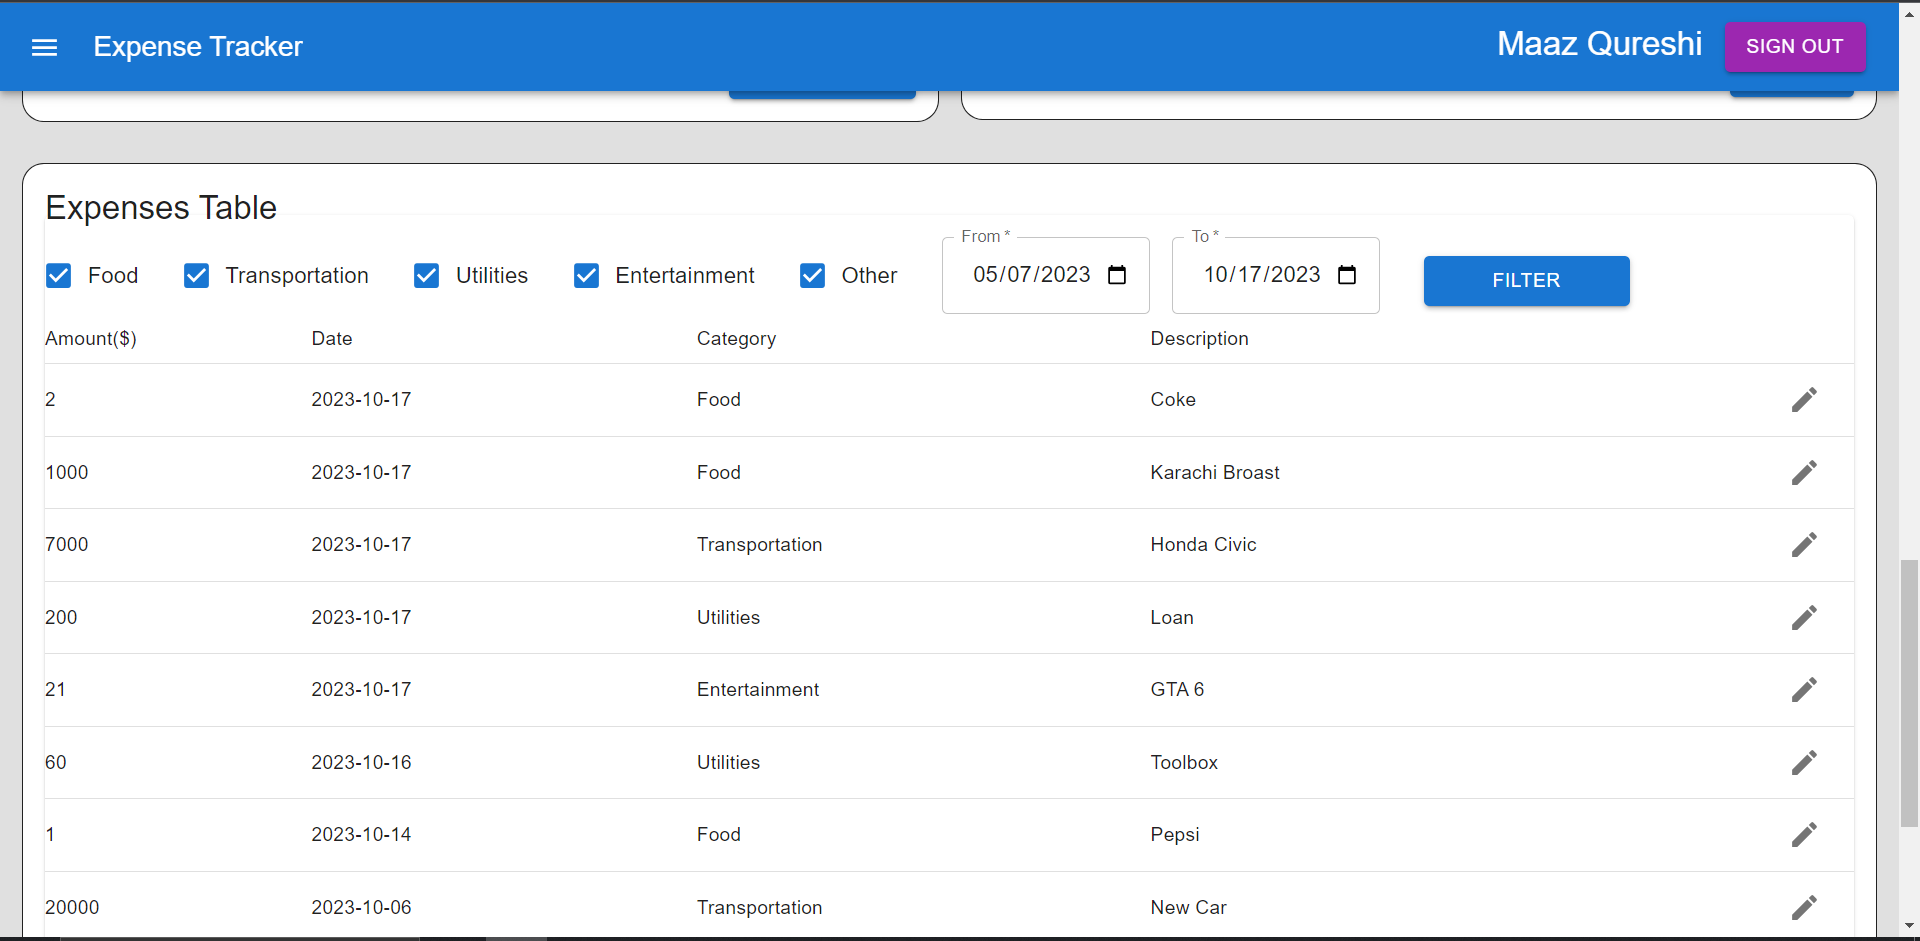 Expense Tracker
Maaz Qureshi
SIGN OUT
Expenses Table
Food Transportation Utilities Entertainment Other
From *
05/07/2023
To *
10/17/2023
FILTER
Amount($) Date Category Description
2 2023-10-17 Food Coke
1000 2023-10-17 Food Karachi Broast
7000 2023-10-17 Transportation Honda Civic
200 2023-10-17 Utilities Loan
21 2023-10-17 Entertainment GTA 6
60 2023-10-16 Utilities Toolbox
1 2023-10-14 Food Pepsi
20000 2023-10-06 Transportation New Car